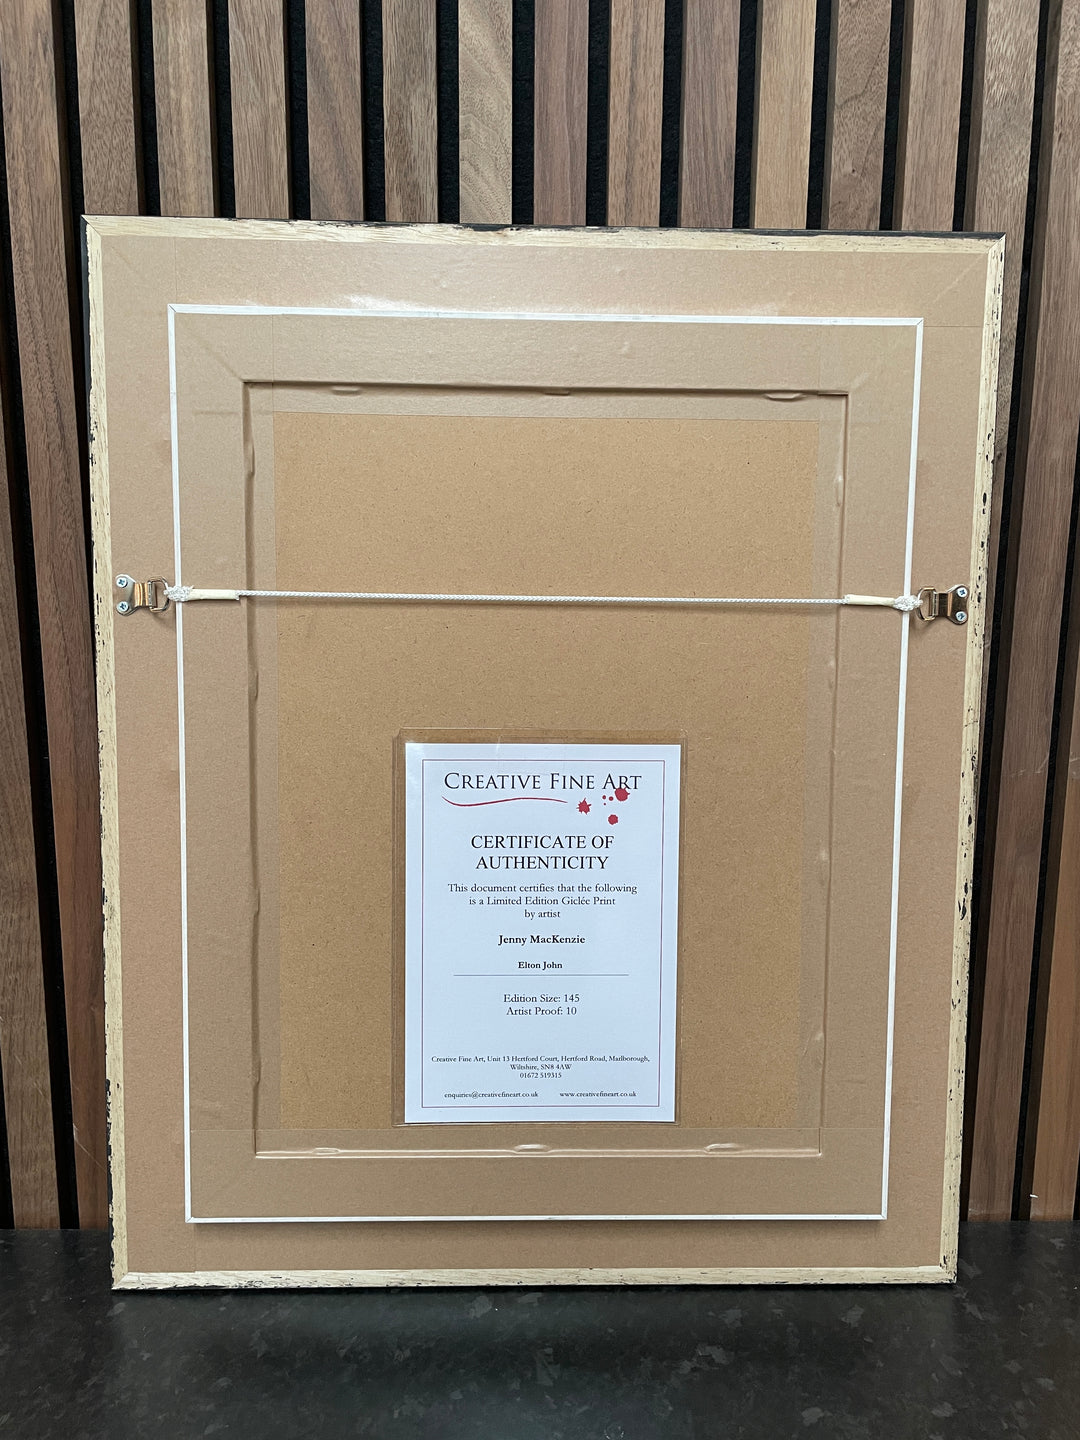 CREATIVE FINE ART
CERTIFICATE OF
AUTHENTICITY
This document certifies that the following
is a Limited Edition Giclée Print
by artist
Jenny MacKenzie
Elton John
Edition Size: 145
Artist Proof: 10
Creative Fine Art, Unit 13 Hertford Court, Hertford Road, Marlborough,
Wiltshire, SN8 4AW
01672 519315
enquiries@creativefineart.co.uk www.creativefineart.co.uk